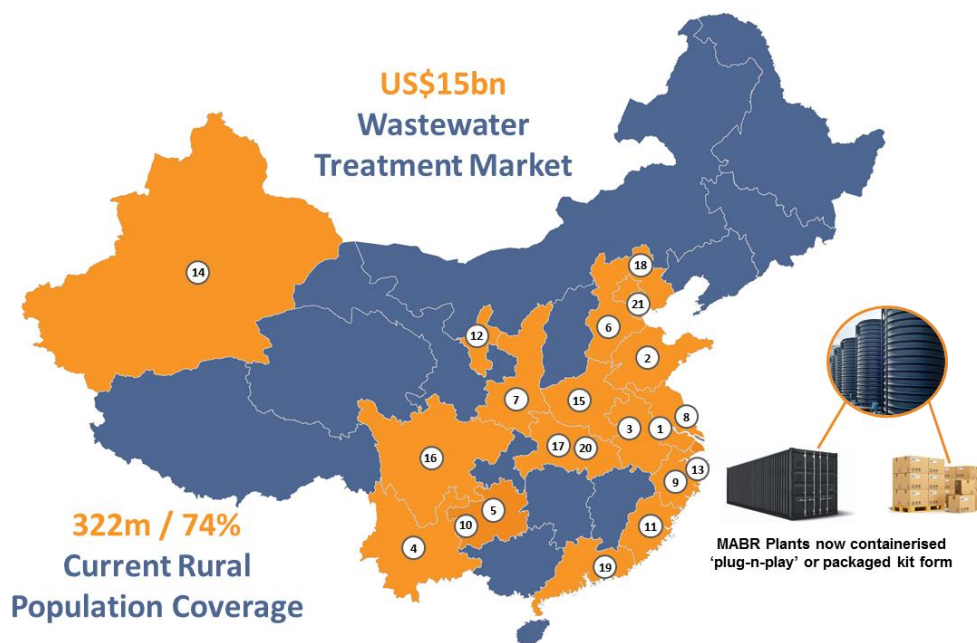 US$15bn
Wastewater
Treatment Market
14
18
21
12
6
2
7
15
8
3
1
17
20
16
13
9
5
10
11
4
19
322m / 74%
Current Rural
Population Coverage
MABR Plants now containerised
‘plug-n-play’ or packaged kit form